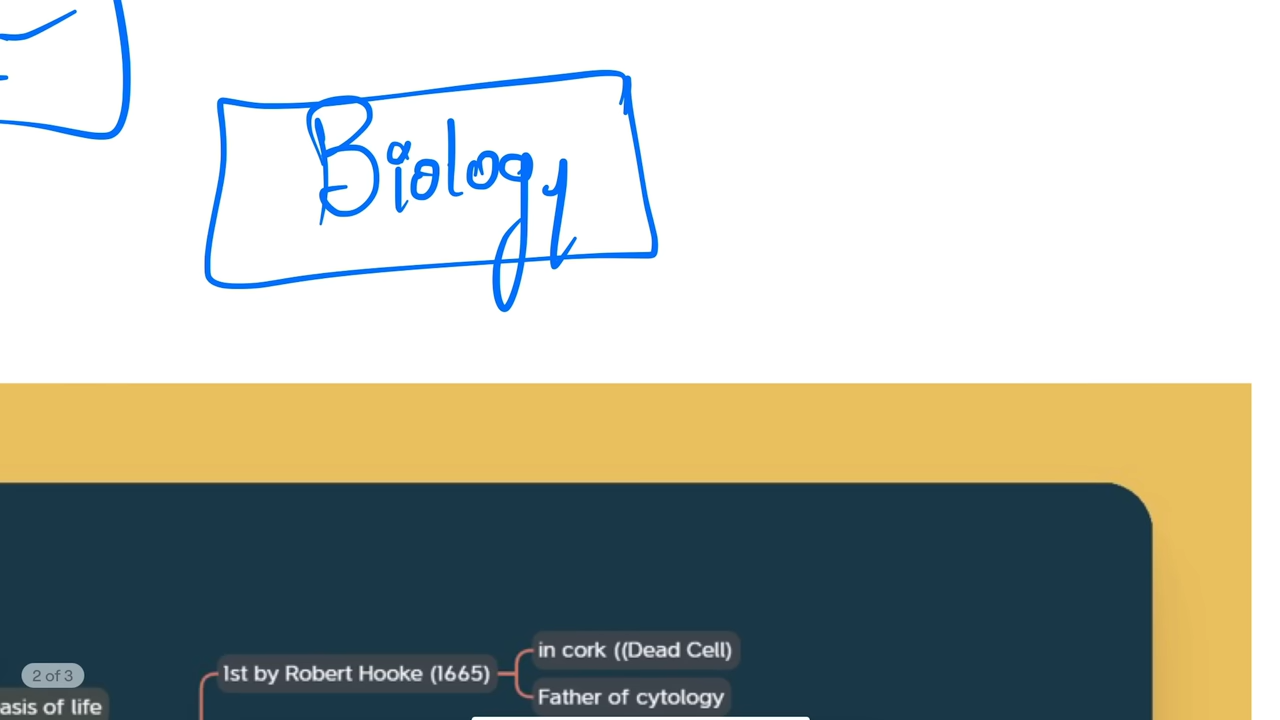 Biology
in cork ((Dead Cell)
1st by Robert Hooke (1665)
Father of cytology
2 of 3
asis of life